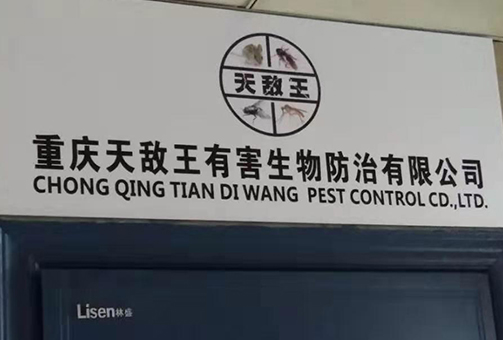 天敌王
重庆天敌王有害生物防治有限公司
CHONG QING TIAN DI WANG PEST CONTROL CD.,LTD.
Lisen林盛